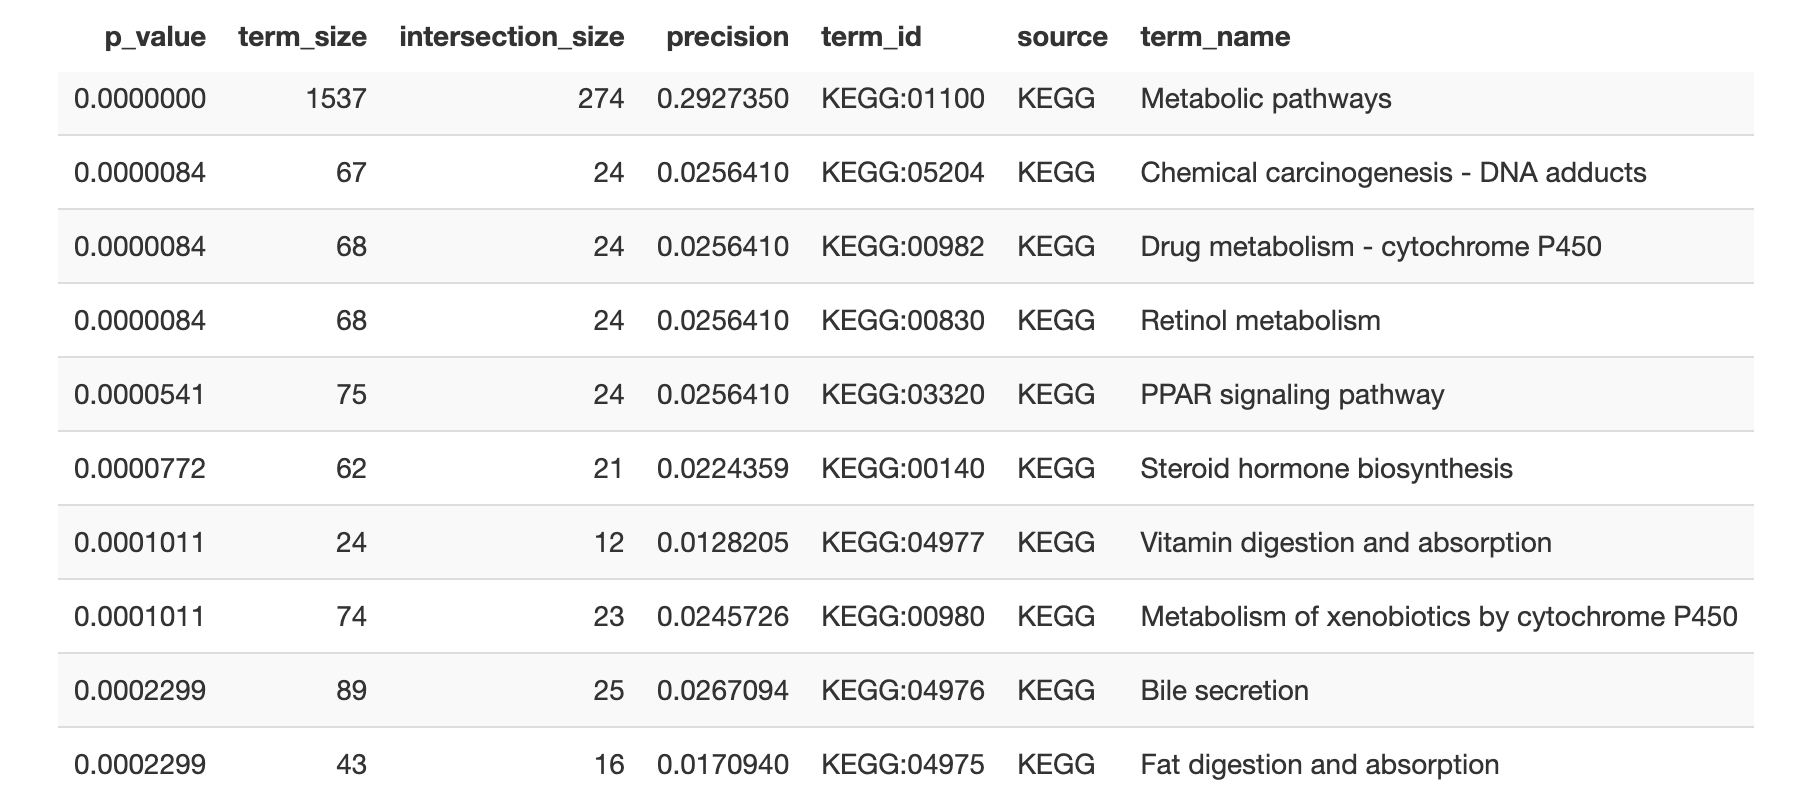 p_value term_size intersection_size precision term_id source term_name
0.0000000 1537 274 0.2927350 KEGG:01100 KEGG Metabolic pathways
0.0000084 67 24 0.0256410 KEGG:05204 KEGG Chemical carcinogenesis - DNA adducts
0.0000084 68 24 0.0256410 KEGG:00982 KEGG Drug metabolism - cytochrome P450
0.0000084 68 24 0.0256410 KEGG:00830 KEGG Retinol metabolism
0.0000541 75 24 0.0256410 KEGG:03320 KEGG PPAR signaling pathway
0.0000772 62 21 0.0224359 KEGG:00140 KEGG Steroid hormone biosynthesis
0.0001011 24 12 0.0128205 KEGG:04977 KEGG Vitamin digestion and absorption
0.0001011 74 23 0.0245726 KEGG:00980 KEGG Metabolism of xenobiotics by cytochrome P450
0.0002299 89 25 0.0267094 KEGG:04976 KEGG Bile secretion
0.0002299 43 16 0.0170940 KEGG:04975 KEGG Fat digestion and absorption